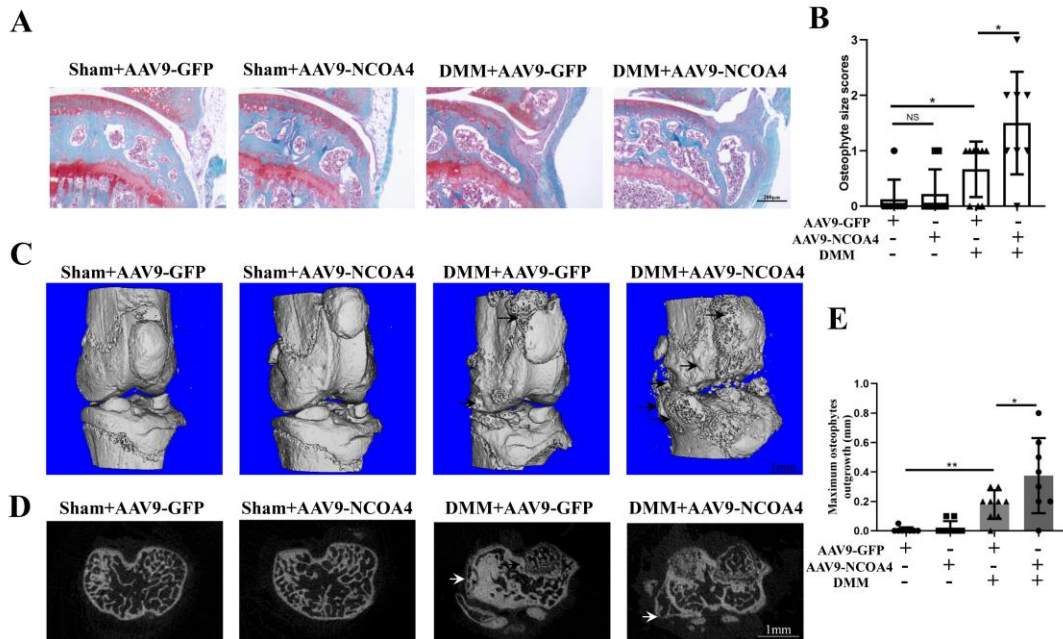 A
Sham+AAV9-GFP Sham+AAV9-NCOA4 DMM+AAV9-GFP DMM+AAV9-NCOA4
200μm
B
Osteophyte size scores
3
2
1
0
NS
*
*
AAV9-GFP + - + -
AAV9-NCOA4 - + - +
DMM - - + +
C
Sham+AAV9-GFP Sham+AAV9-NCOA4 DMM+AAV9-GFP DMM+AAV9-NCOA4
1mm
D
Sham+AAV9-GFP Sham+AAV9-NCOA4 DMM+AAV9-GFP DMM+AAV9-NCOA4
1mm
E
Maximum osteophytes
outgrowth (mm)
1.0
0.8
0.6
0.4
0.2
0.0
**
*
AAV9-GFP + - + -
AAV9-NCOA4 - + - +
DMM - - + +